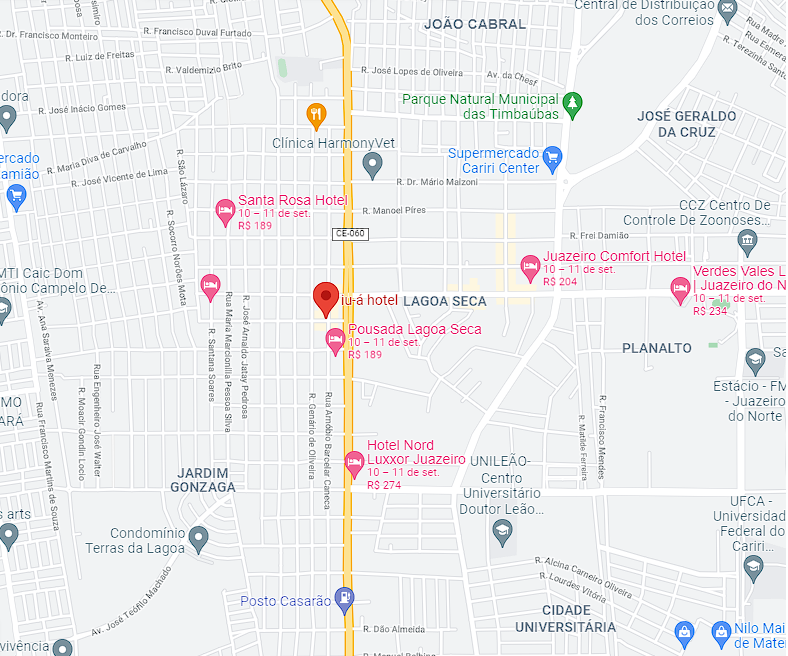 JOÃO CABRAL
Central de Distribuição
dos Correios
R. Dr. Francisco Monteiro
R. Francisco Duval Furtado
R. Luiz de Freitas
R. Valdemizio Brito
R. José Lopes de Oliveira
Av. da Chesf
R. Madre
Rua Esmera
R. Terezinha Santo
dora
R. José Inácio Gomes
Parque Natural Municipal
das Timbaúbas
JOSÉ GERALDO
DA CRUZ
Clínica HarmonyVet
R. Maria Diva de Carvalho
R. José Vicente de Lima
ercado
amião
Supermercado
Cariri Center
R. São Lázaro
R. Dr. Mário Malzoni
Santa Rosa Hotel
10 – 11 de set.
R$ 189
R. Manoel Pires
CCZ Centro De
Controle De Zoonoses...
CE-060
R. Frei Damião
R. Socorro Norões Mota
Juazeiro Comfort Hotel
10 – 11 de set.
R$ 204
MTI Caic Dom
ônio Campelo De...
Verdes Vales L
| Juazeiro do N
10 – 11 de set.
R$ 234
iu-á hotel
LAGOA SECA
Pousada Lagoa Seca
10 – 11 de set.
R$ 189
PLANALTO
Av. Ana Saraiva Menezes
R. Santana Soares
Rua Maria Marcionilia Pessoa Silva
R. José Arnaldo Jatay Pedrosa
Estácio - FM
- Juazeiro
do Norte
MO
ARÁ
Rua Francisco Martins de Souza
R. Moacir Gondin Lócio
Rua Engenheiro José Walter
R. Genário de Oliveira
Rua Arnóbio Barcelar Caneca
R. Matilde Ferreira
R. Francisco Mendes
Hotel Nord
Luxxor Juazeiro
10 – 11 de set.
R$ 274
JARDIM
GONZAGA
UNILEÃO-
Centro
Universitário
Doutor Leão...
UFCA -
Universidad
Federal do
Cariri...
s arts
Condomínio
Terras da Lagoa
R. Alcina Carneiro Oliveira
R. Lourdes Vitória
Av. José Teófilo Machado
Posto Casarão
CIDADE
UNIVERSITÁRIA
R. Dão Almeida
Nilo Mai
de Mater
vivência